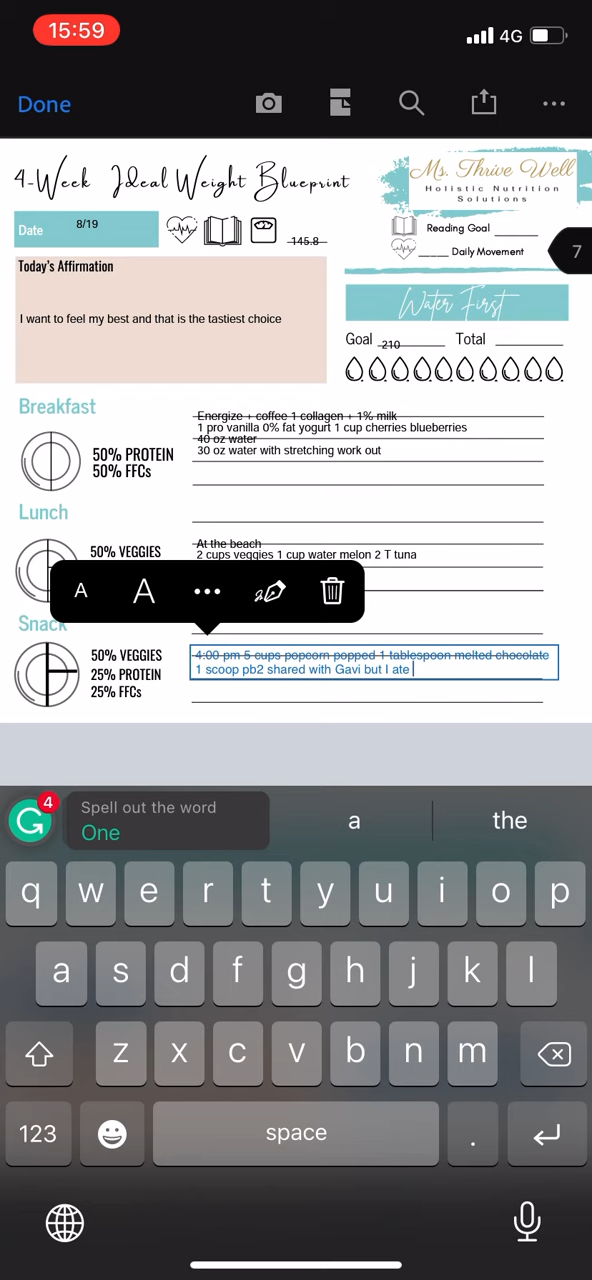 15:59
4G
Done
4-Week Ideal Weight Blueprint
Ms. Thrive Well
Holistic Nutrition
Solutions
Date 8/19
145.8
Reading Goal
Daily Movement
7
Today's Affirmation
I want to feel my best and that is the tastiest choice
Water First
Goal 210 Total
Breakfast
50% PROTEIN
50% FFCs
Energize + coffee 1 collagen + 1% milk
1 pro vanilla 0% fat yogurt 1 cup cherries blueberries
40 oz water
30 oz water with stretching work out
Lunch
50% VEGGIES
At the beach
2 cups veggies 1 cup water melon 2 T tuna
A A
Snack
50% VEGGIES
25% PROTEIN
25% FFCs
4:00 pm 5 cups popcorn popped 1 tablespoon melted chocolate
1 scoop pb2 shared with Gavi but I ate
4
Spell out the word
One
a
the
q w e r t y u i o p
a s d f g h j k l
z x c v b n m
123 space .